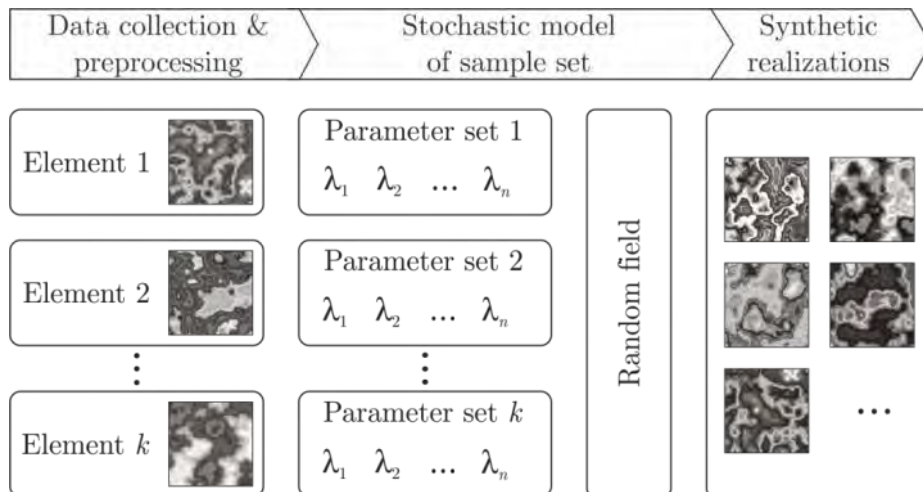 Data collection &
preprocessing
Stochastic model
of sample set
Synthetic
realizations
Element 1
Parameter set 1
λ₁ λ₂ ... λₙ
Element 2
Parameter set 2
λ₁ λ₂ ... λₙ
Element k
Parameter set k
λ₁ λ₂ ... λₙ
Random field
...